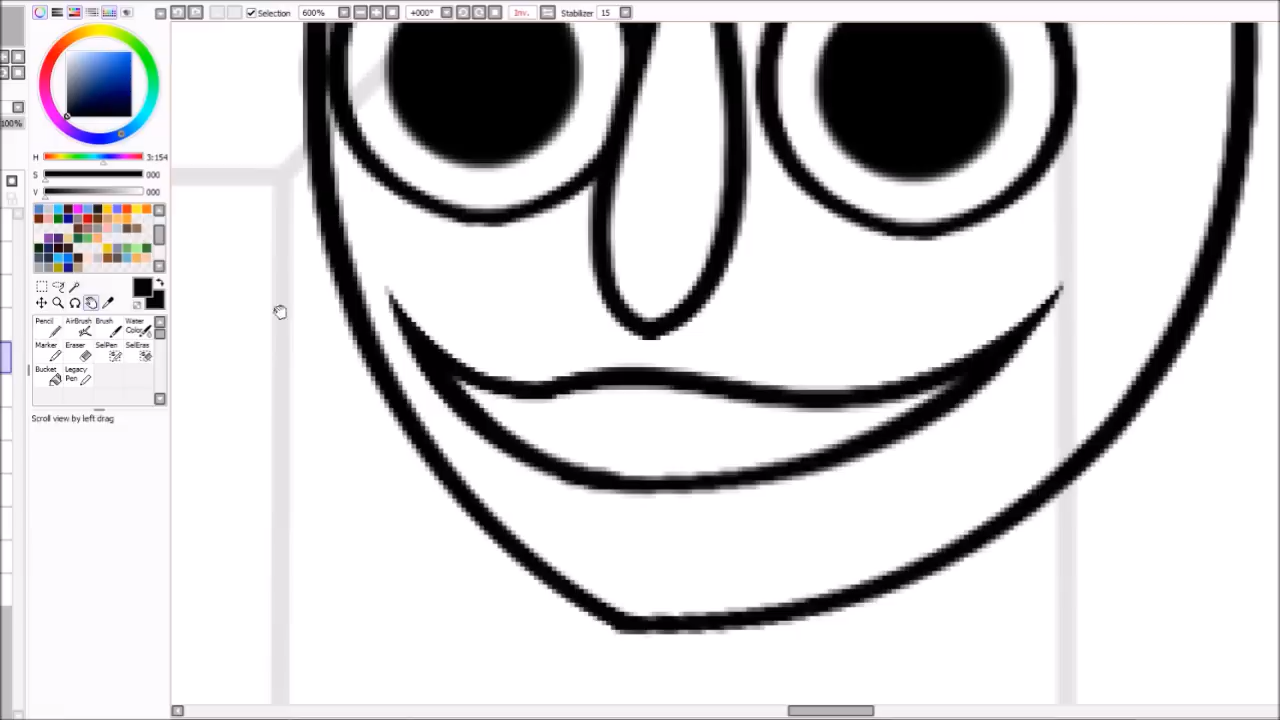 Selection 600% +000° Inv. Stabilizer 15
100%
H 3:154
S 000
V 000
Pencil AirBrush Brush Water Color
Marker Eraser SelPen SelEras
Bucket Legacy Pen
Scroll view by left drag